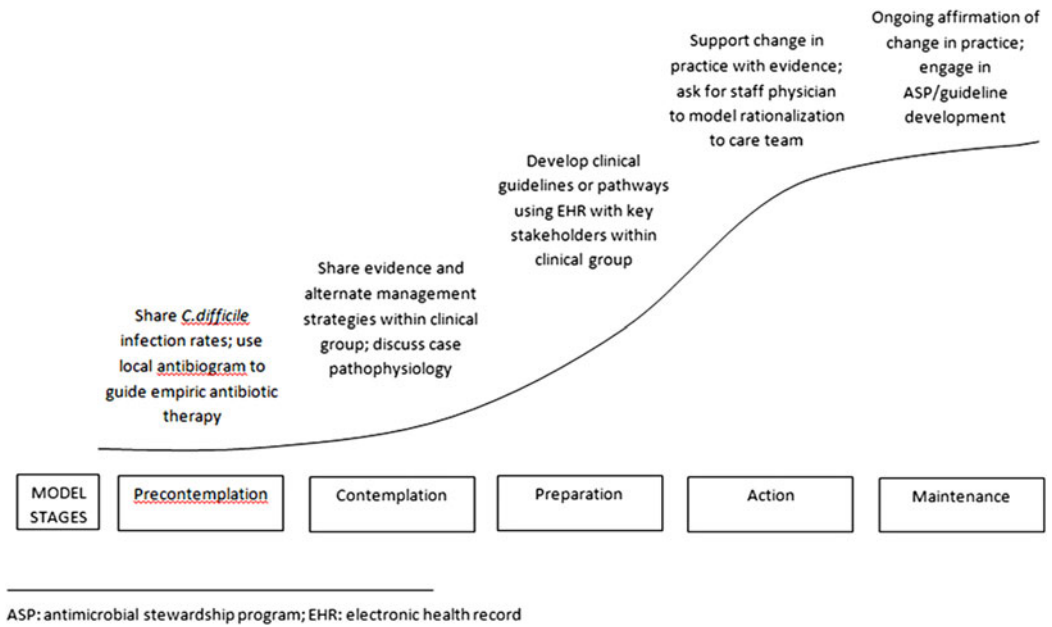 Share C.difficile
infection rates; use
local antibiogram to
guide empiric antibiotic
therapy
Share evidence and
alternate management
strategies within clinical
group; discuss case
pathophysiology
Develop clinical
guidelines or pathways
using EHR with key
stakeholders within
clinical group
Support change in
practice with evidence;
ask for staff physician
to model rationalization
to care team
Ongoing affirmation of
change in practice;
engage in
ASP/guideline
development
MODEL
STAGES
Precontemplation
Contemplation
Preparation
Action
Maintenance
ASP: antimicrobial stewardship program; EHR: electronic health record